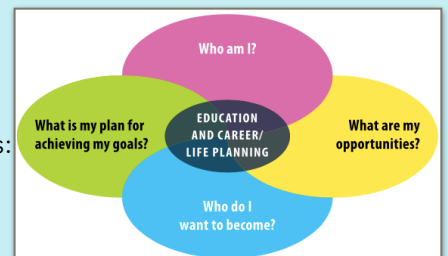 Who am I?
What is my plan for
achieving my goals?
EDUCATION
AND CAREER/
LIFE PLANNING
What are my
opportunities?
s:
Who do I
want to become?